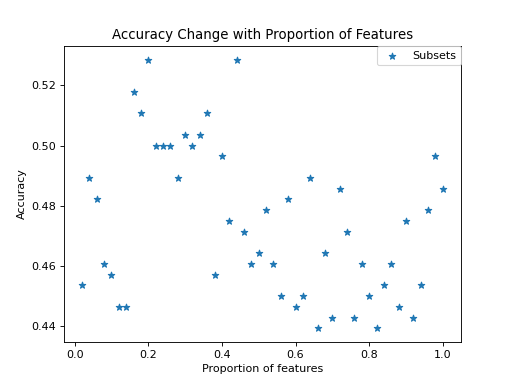 Accuracy Change with Proportion of Features
Subsets
0.52
0.50
0.48
0.46
0.44
Accuracy
0.0 0.2 0.4 0.6 0.8 1.0
Proportion of features